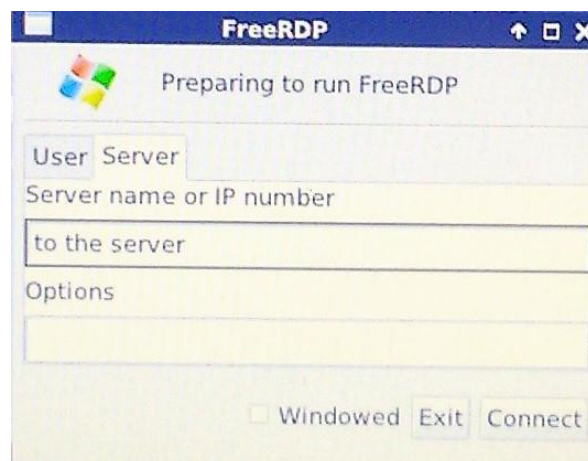 FreeRDP
Preparing to run FreeRDP
User Server
Server name or IP number
to the server
Options
Windowed Exit Connect